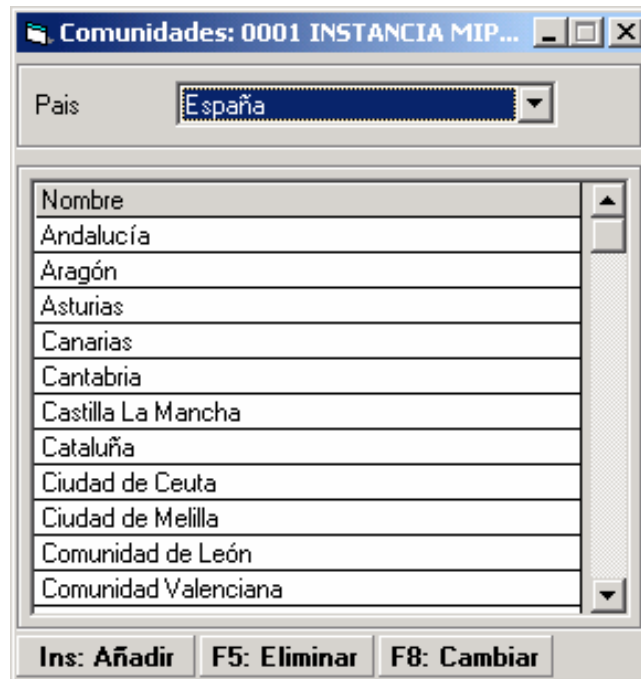 Comunidades: 0001 INSTANCIA MIP...
Pais España
Nombre
Andalucía
Aragón
Asturias
Canarias
Cantabria
Castilla La Mancha
Cataluña
Ciudad de Ceuta
Ciudad de Melilla
Comunidad de León
Comunidad Valenciana
Ins: Añadir F5: Eliminar F8: Cambiar